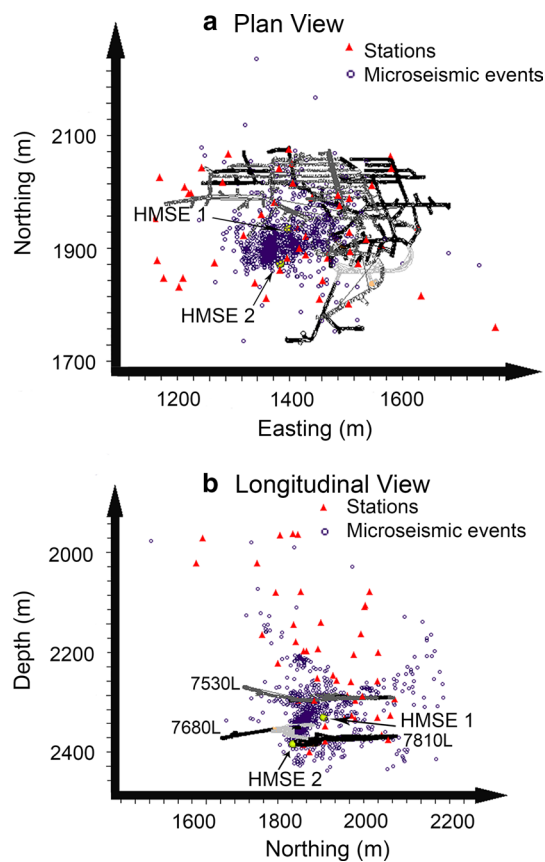 a Plan View
Stations
Microseismic events
Northing (m)
2100
1900
1700
HMSE 1
HMSE 2
1200 1400 1600
Easting (m)
b Longitudinal View
Stations
Microseismic events
Depth (m)
2000
2200
2400
7530L
7680L
HMSE 1
7810L
HMSE 2
1600 1800 2000 2200
Northing (m)